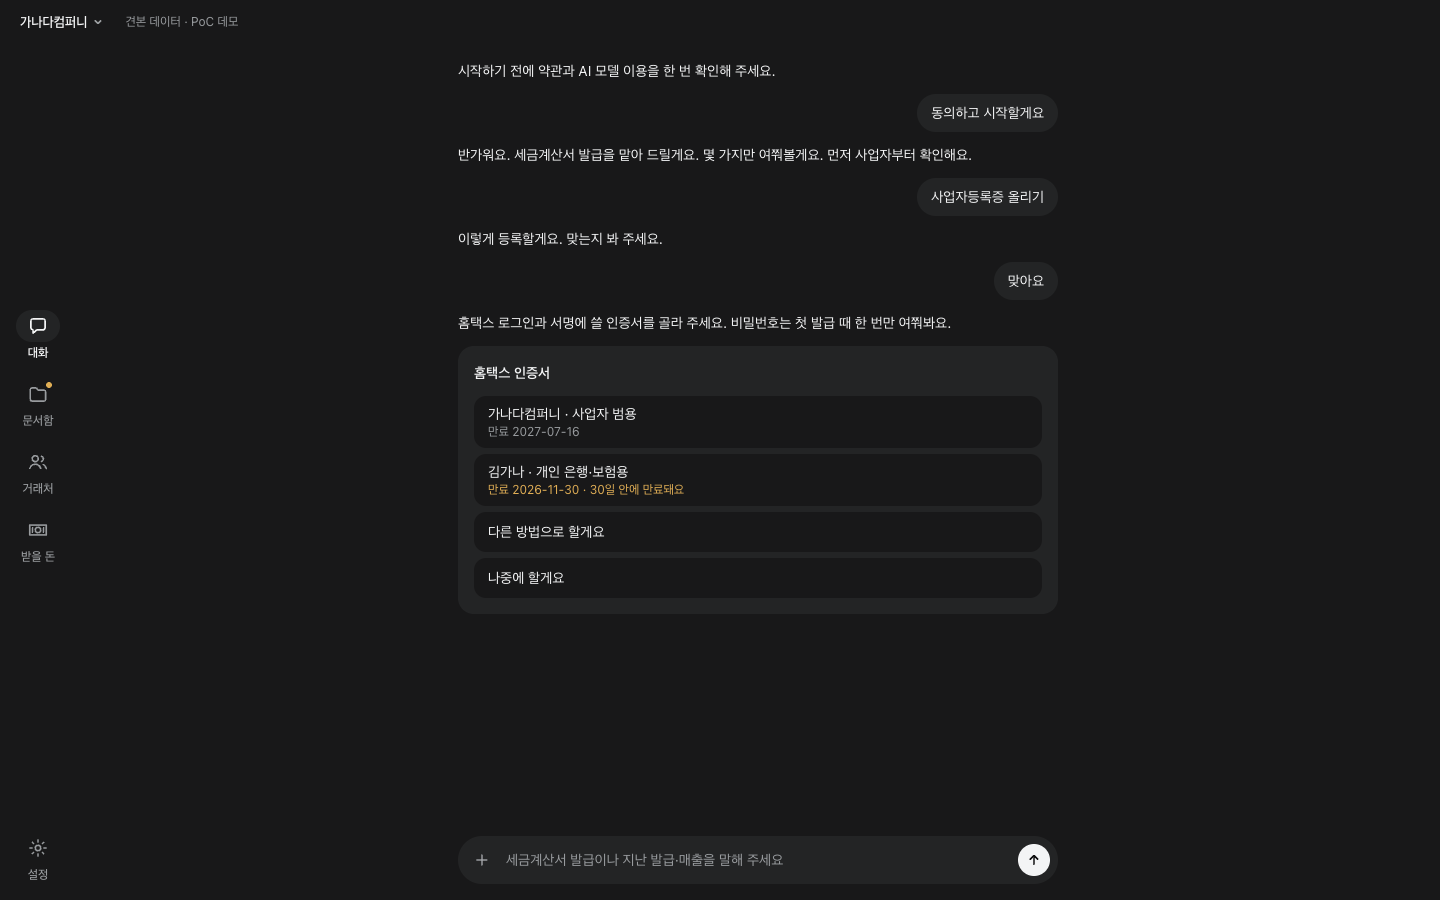 가나다컴퍼니
견본 데이터 · PoC 데모
시작하기 전에 약관과 AI 모델 이용을 한 번 확인해 주세요.
동의하고 시작할게요
반가워요. 세금계산서 발급을 맡아 드릴게요. 몇 가지만 여쭤볼게요. 먼저 사업자부터 확인해요.
사업자등록증 올리기
이렇게 등록할게요. 맞는지 봐 주세요.
맞아요
홈택스 로그인과 서명에 쓸 인증서를 골라 주세요. 비밀번호는 첫 발급 때 한 번만 여쭤봐요.
홈택스 인증서
가나다컴퍼니 · 사업자 범용
만료 2027-07-16
김가나 · 개인 은행·보험용
만료 2026-11-30 · 30일 안에 만료돼요
다른 방법으로 할게요
나중에 할게요
대화
문서함
거래처
받을 돈
설정
세금계산서 발급이나 지난 발급·매출을 말해 주세요